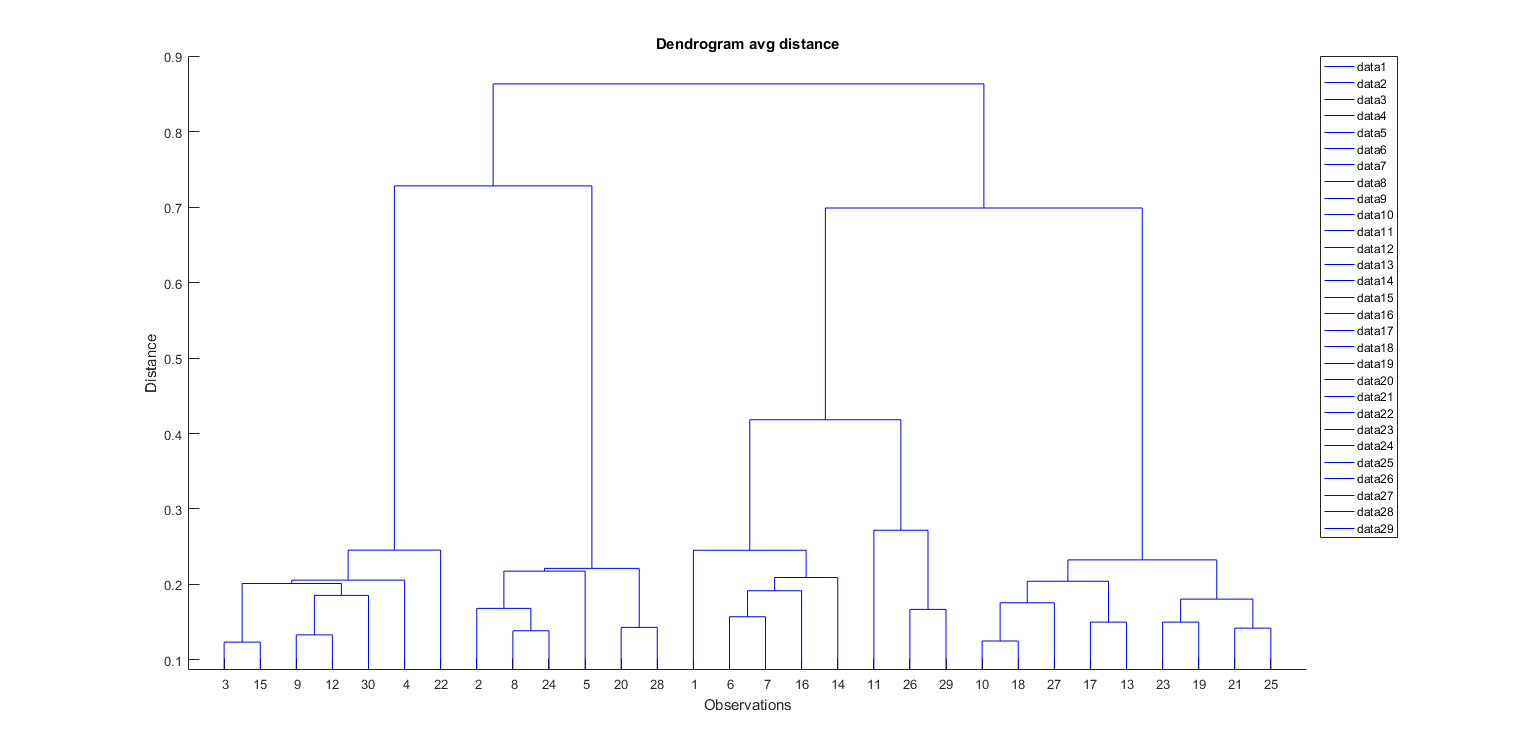 Dendrogram avg distance
0.9
0.8
0.7
0.6
0.5
0.4
0.3
0.2
0.1
Distance
3 15 9 12 30 4 22 2 8 24 5 20 28 1 6 7 16 14 11 26 29 10 18 27 17 13 23 19 21 25
Observations
data1
data2
data3
data4
data5
data6
data7
data8
data9
data10
data11
data12
data13
data14
data15
data16
data17
data18
data19
data20
data21
data22
data23
data24
data25
data26
data27
data28
data29